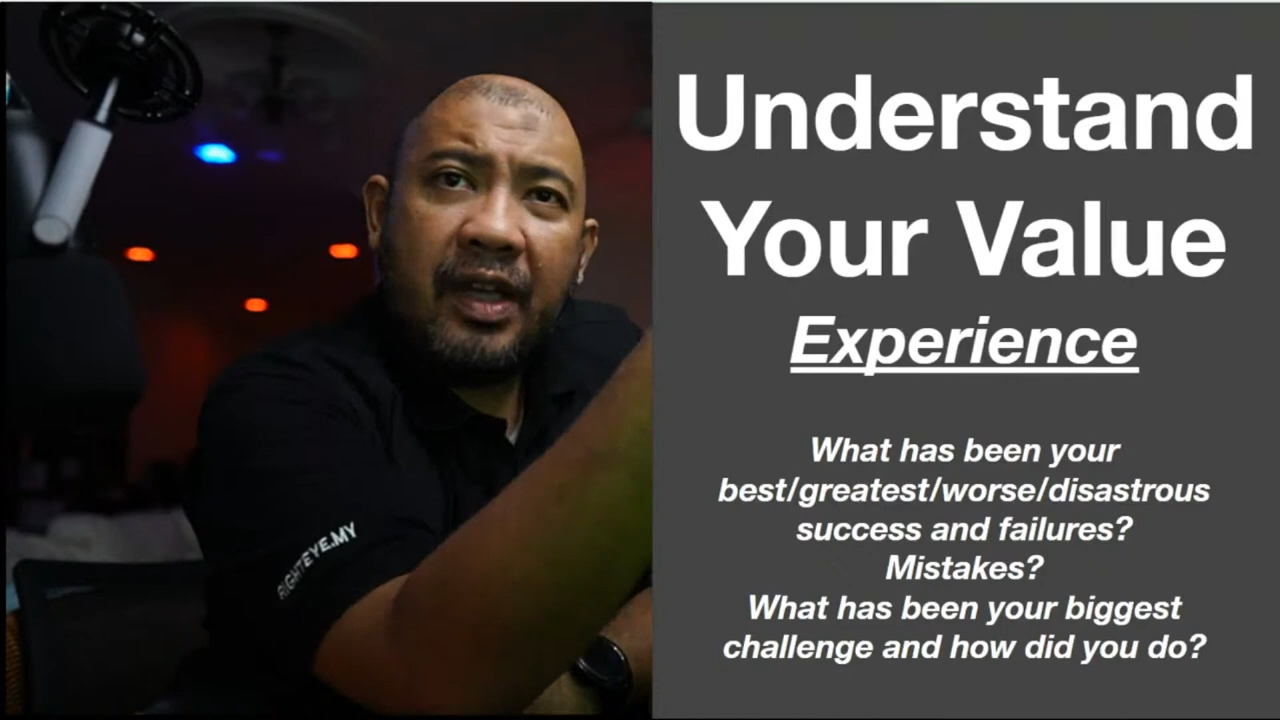 Understand
Your Value
Experience
What has been your
best/greatest/worse/disastrous
success and failures?
Mistakes?
What has been your biggest
challenge and how did you do?
RIGHTEYE.MY